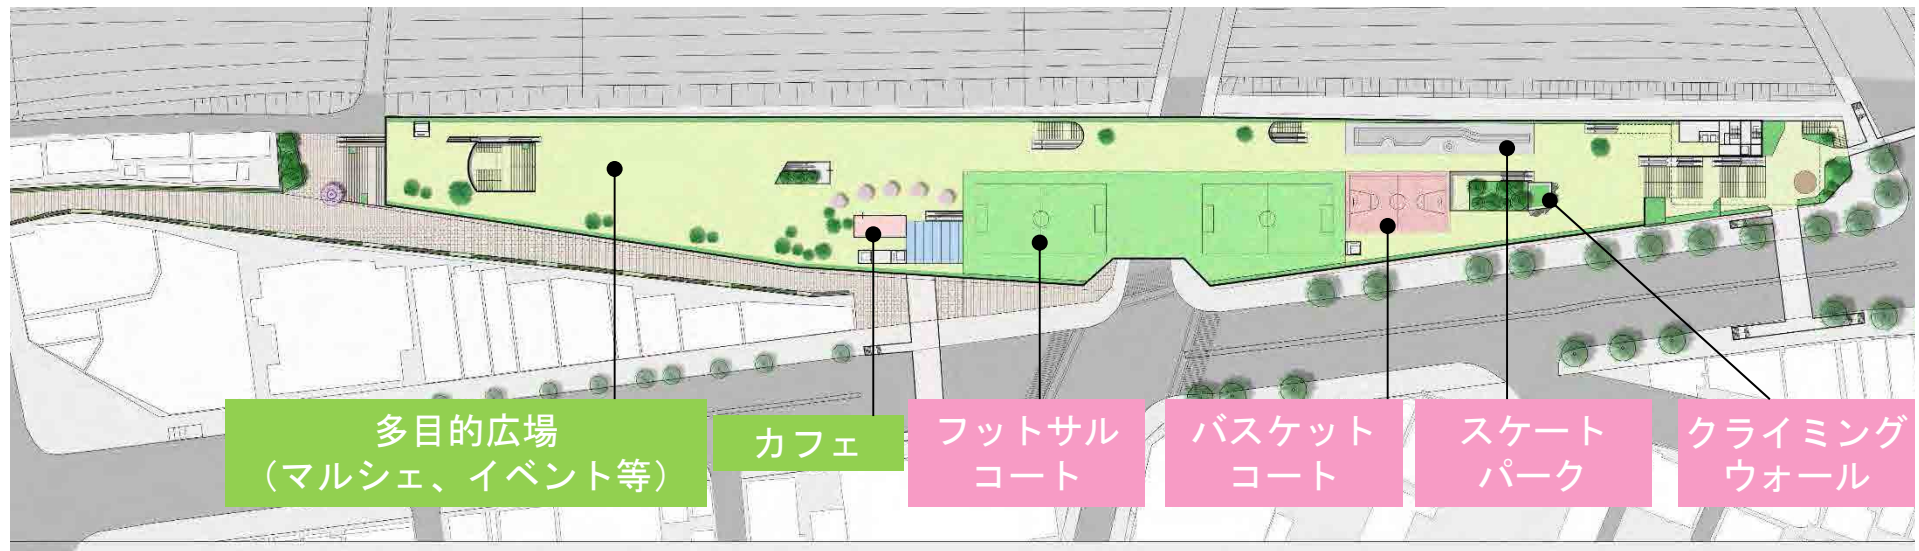 多目的広場
（マルシェ、イベント等）
カフェ
フットサル
コート
バスケット
コート
スケート
パーク
クライミング
ウォール